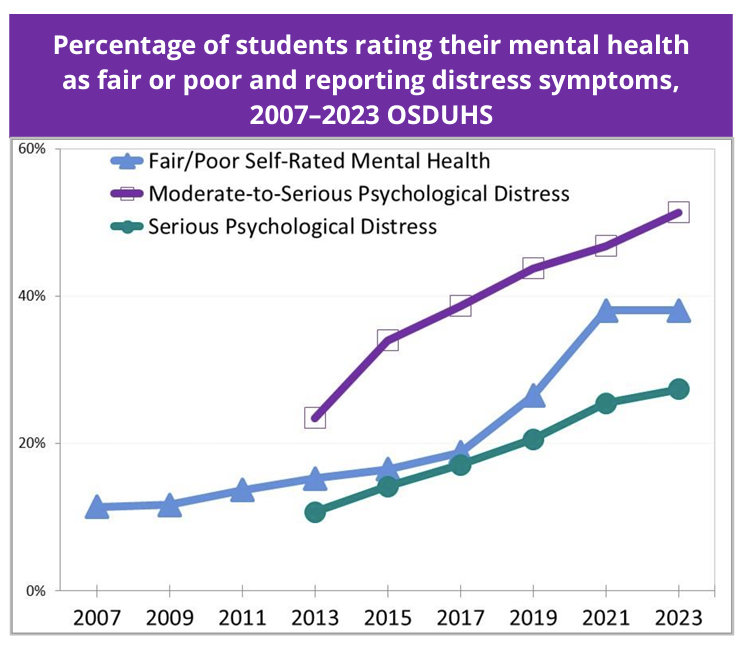 Percentage of students rating their mental health
as fair or poor and reporting distress symptoms,
2007–2023 OSDUHS
60%
Fair/Poor Self-Rated Mental Health
Moderate-to-Serious Psychological Distress
Serious Psychological Distress
40%
20%
0%
2007 2009 2011 2013 2015 2017 2019 2021 2023